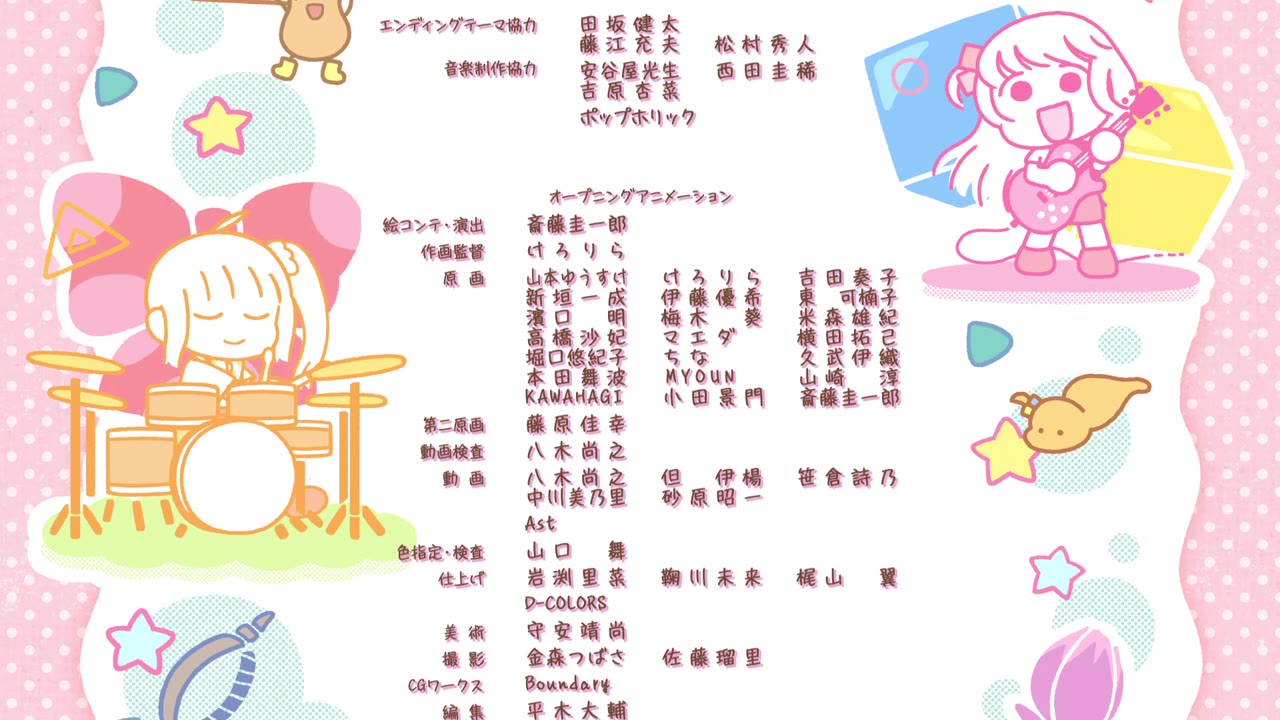 エンディングテーマ協力 田坂健太
藤江充夫 松村秀人
音楽制作協力 安谷屋光生 西田圭稀
吉原杏菜
ポップホリック
オープニングアニメーション
絵コンテ・演出 斎藤圭一郎
作画監督 けろりら
原画 山本ゆうすけ けろりら 吉田奏子
新垣一成 伊藤優希 東 可楠子
濱口 明 梅木 葵 米森雄紀
高橋沙妃 マエダ 横田拓己
堀口悠紀子 ちな 久武伊織
本田舞波 MYOUN 山崎 淳
KAWAHAGI 小田景門 斎藤圭一郎
第二原画 藤原佳幸
動画検査 八木尚之
動画 八木尚之 但 伊楊 笹倉詩乃
中川美乃里 砂原昭一
Ast
色指定・検査 山口 舞
仕上げ 岩渕里菜 鞠川未来 梶山 翼
D-COLORS
美術 守安靖尚
撮影 金森つばさ 佐藤瑠里
CGワークス Boundary
編集 平木大輔